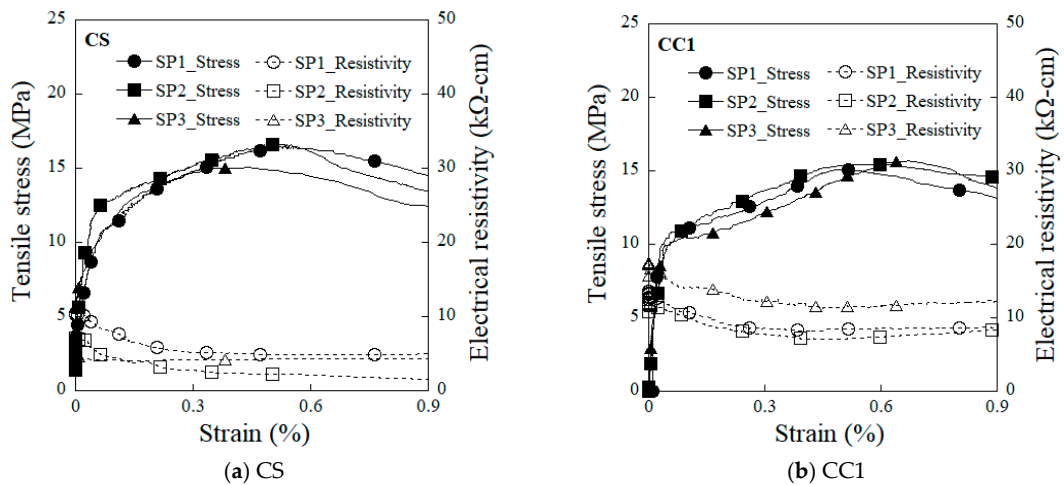 CS
SP1_Stress SP1_Resistivity
SP2_Stress SP2_Resistivity
SP3_Stress SP3_Resistivity
25
20
15
10
5
0
50
40
30
20
10
0
0 0.3 0.6 0.9
Tensile stress (MPa)
Electrical resistivity (kΩ-cm)
Strain (%)
(a) CS
CC1
SP1_Stress SP1_Resistivity
SP2_Stress SP2_Resistivity
SP3_Stress SP3_Resistivity
25
20
15
10
5
0
50
40
30
20
10
0
0 0.3 0.6 0.9
Tensile stress (MPa)
Electrical resistivity (kΩ-cm)
Strain (%)
(b) CC1